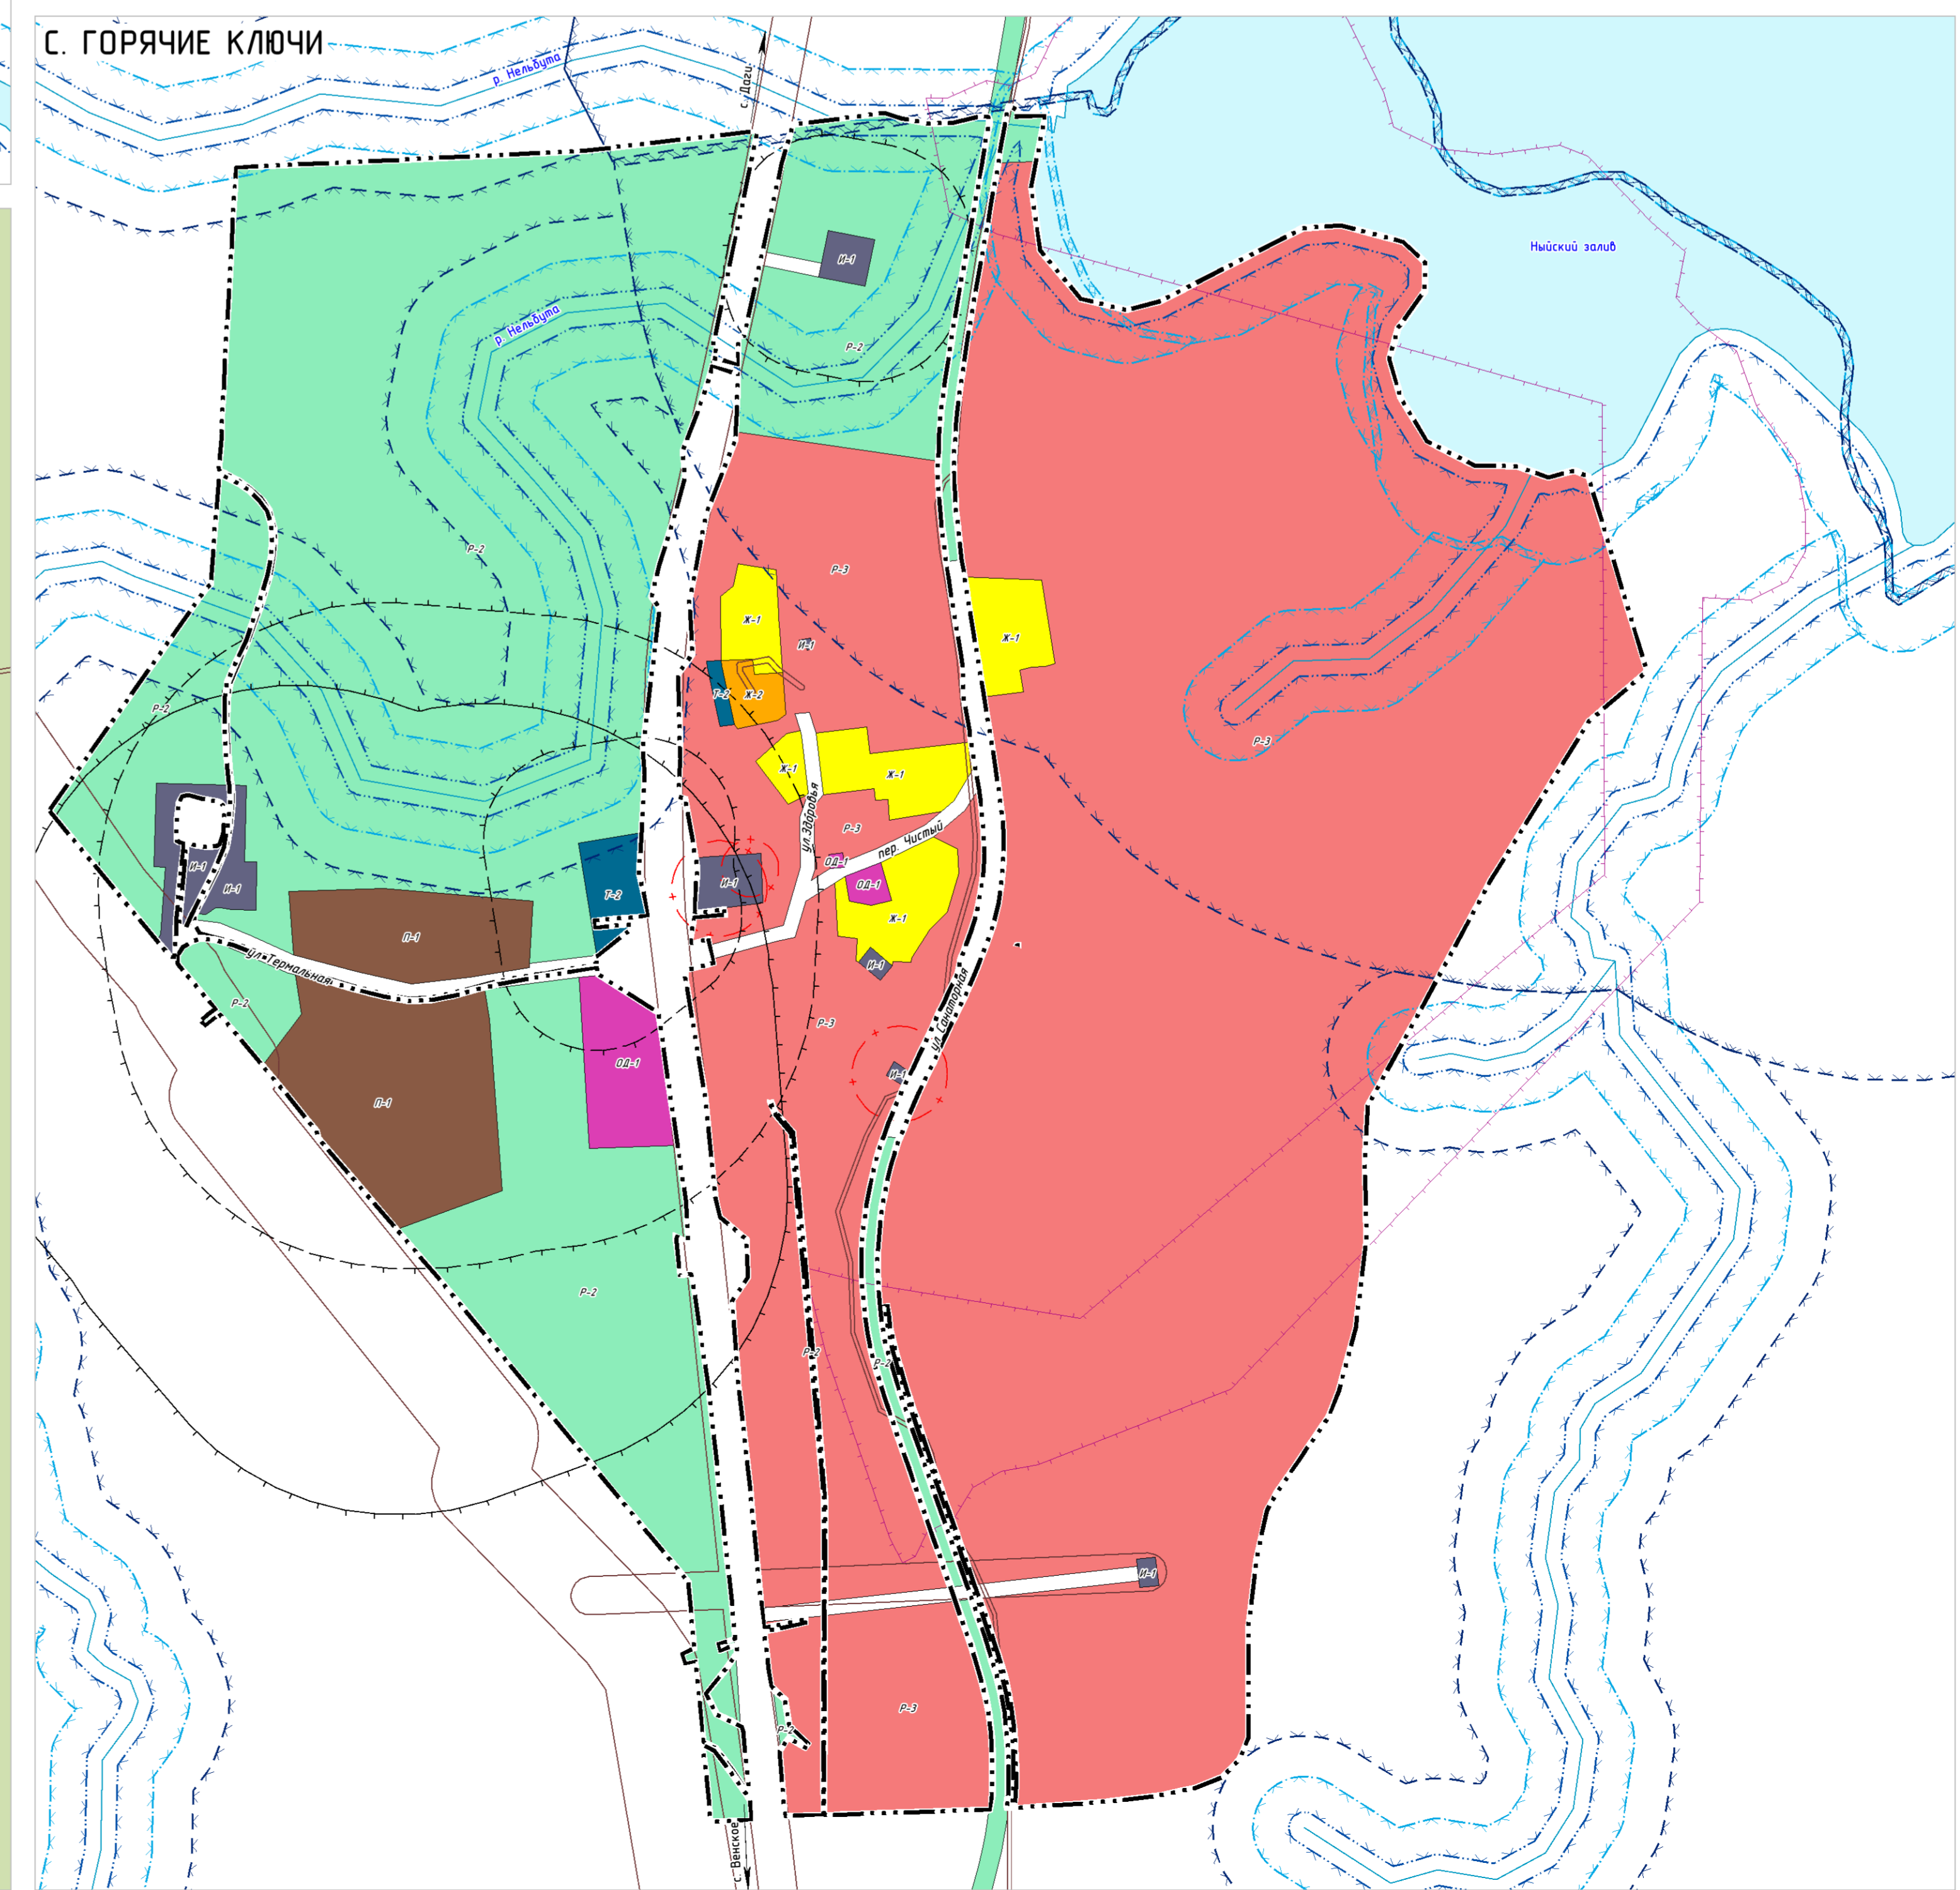 С. ГОРЯЧИЕ КЛЮЧИ
р. Нельбута
с. Даги
Ныйский залив
И-1
р. Нельбута
Р-2
Р-2
Р-3
Ж-1
И-1
Ж-1
Т-2
Ж-2
Р-2
Р-3
Ж-1
Ж-1
ул.Здоровья
Р-3
пер. Чистый
ОД-1
И-1
И-1
Т-2
И-1
ОД-1
Ж-1
П-1
ул.Термальная
И-1
Р-2
ул. Санаторная
Р-3
ОД-1
И-1
П-1
Р-2
Р-2
Р-2
И-1
Р-3
Р-2
с. Венское